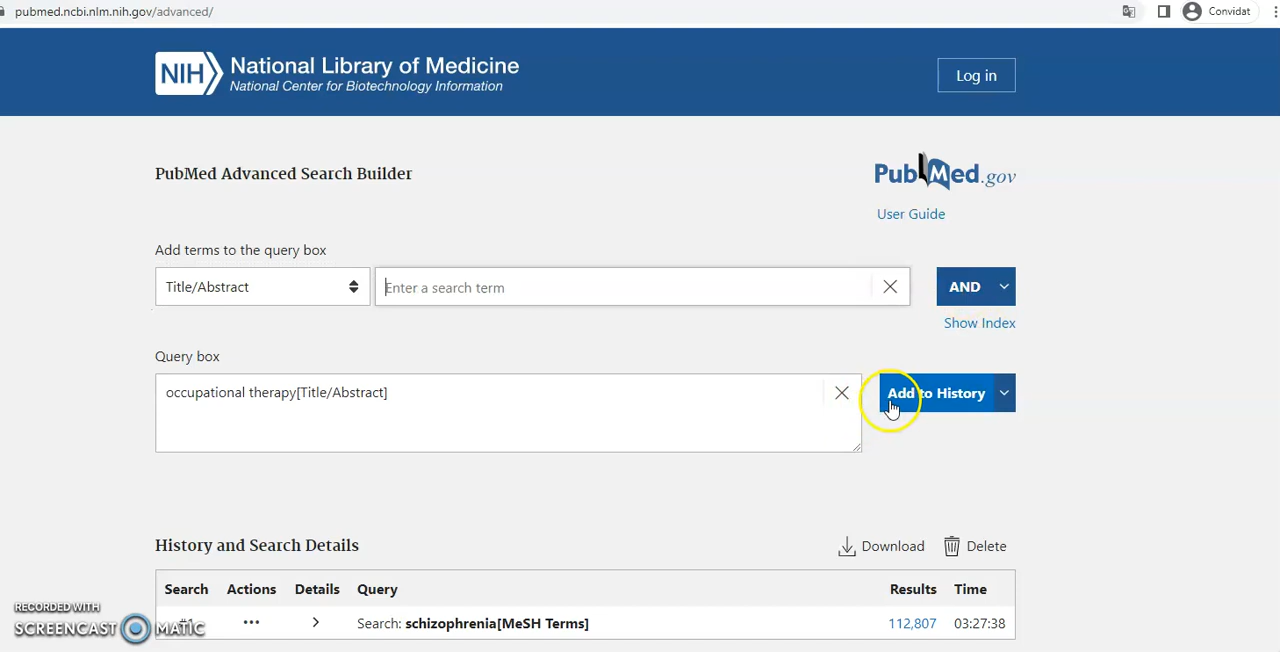 pubmed.ncbi.nlm.nih.gov/advanced/
Convidat
NIH National Library of Medicine
National Center for Biotechnology Information
Log in
PubMed Advanced Search Builder
PubMed.gov
User Guide
Add terms to the query box
Title/Abstract
Enter a search term
AND
Show Index
Query box
occupational therapy[Title/Abstract]
Add to History
History and Search Details
Download
Delete
Search Actions Details Query Results Time
Search: schizophrenia[MeSH Terms] 112,807 03:27:38
RECORDED WITH
SCREENCAST MATIC